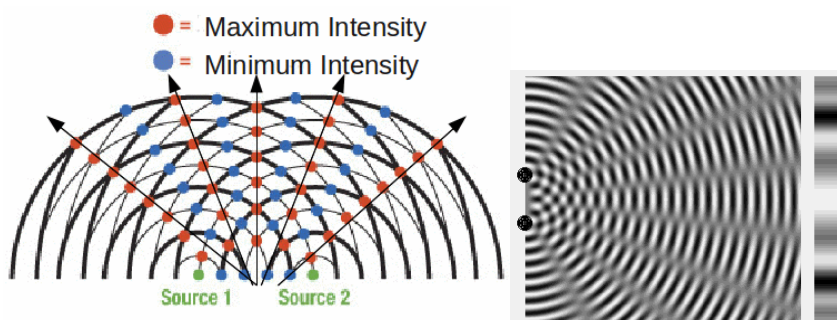 = Maximum Intensity
= Minimum Intensity
Source 1 Source 2